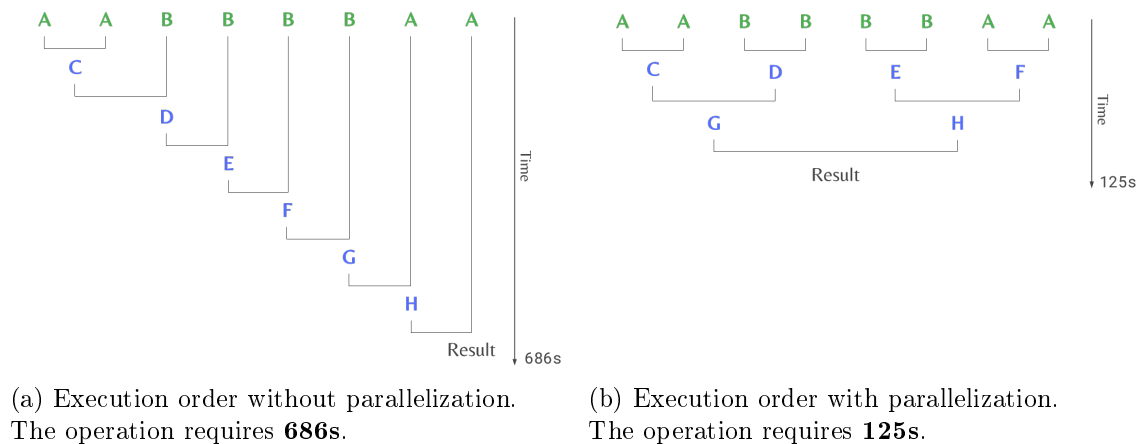 A A B B B B A A
C
D
E
F
G
H
Result
Time
686s
(a) Execution order without parallelization.
The operation requires 686s.
A A B B B B A A
C D E F
G H
Result
Time
125s
(b) Execution order with parallelization.
The operation requires 125s.